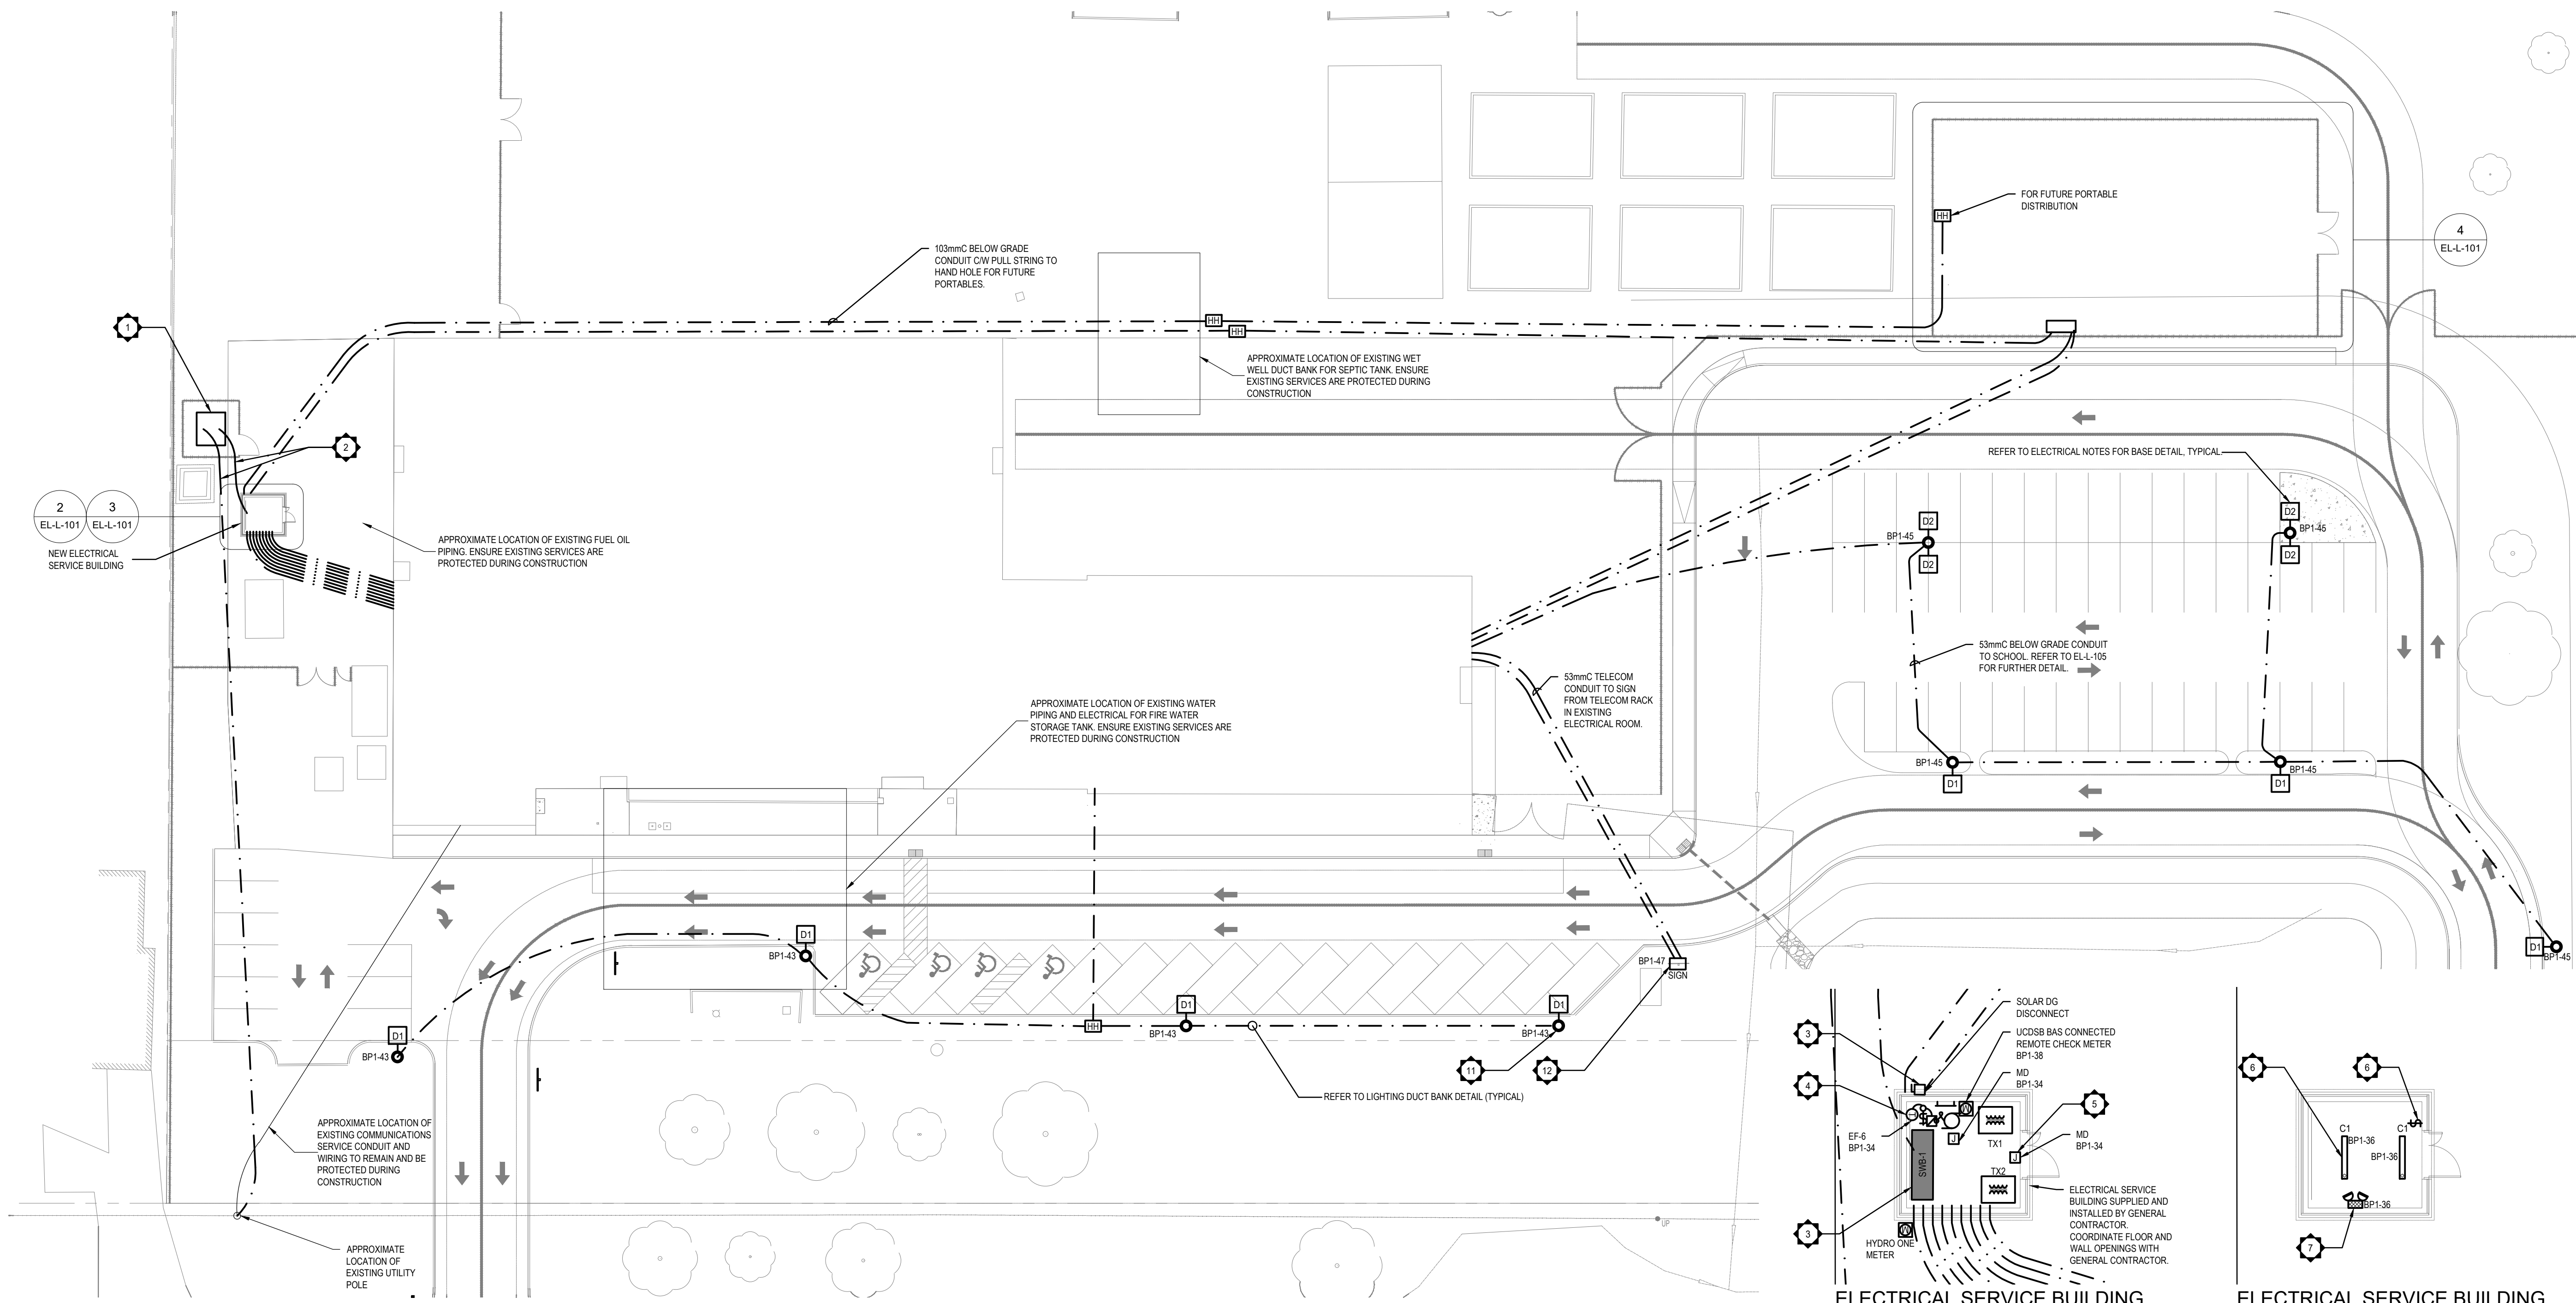 FOR FUTURE PORTABLE
DISTRIBUTION
HH
4
EL-L-101
103mmC BELOW GRADE
CONDUIT C/W PULL STRING TO
HAND HOLE FOR FUTURE
PORTABLES.
1
HH
HH
APPROXIMATE LOCATION OF EXISTING WET
WELL DUCT BANK FOR SEPTIC TANK. ENSURE
EXISTING SERVICES ARE PROTECTED DURING
CONSTRUCTION
2
REFER TO ELECTRICAL NOTES FOR BASE DETAIL, TYPICAL.
2
EL-L-101
3
EL-L-101
NEW ELECTRICAL
SERVICE BUILDING
APPROXIMATE LOCATION OF EXISTING FUEL OIL
PIPING. ENSURE EXISTING SERVICES ARE
PROTECTED DURING CONSTRUCTION
D2
BP1-45
D2
D2
BP1-45
D2
53mmC BELOW GRADE CONDUIT
TO SCHOOL. REFER TO EL-L-105
FOR FURTHER DETAIL.
53mmC TELECOM
CONDUIT TO SIGN
FROM TELECOM RACK
IN EXISTING
ELECTRICAL ROOM.
APPROXIMATE LOCATION OF EXISTING WATER
PIPING AND ELECTRICAL FOR FIRE WATER
STORAGE TANK. ENSURE EXISTING SERVICES ARE
PROTECTED DURING CONSTRUCTION
BP1-45
D1
BP1-45
D1
D1
BP1-45
D1
BP1-43
BP1-47
SIGN
D1
BP1-43
HH
D1
BP1-43
D1
BP1-43
11
12
REFER TO LIGHTING DUCT BANK DETAIL (TYPICAL)
APPROXIMATE LOCATION OF
EXISTING COMMUNICATIONS
SERVICE CONDUIT AND
WIRING TO REMAIN AND BE
PROTECTED DURING
CONSTRUCTION
APPROXIMATE
LOCATION OF
EXISTING UTILITY
POLE
UP
SOLAR DG
DISCONNECT
3
UCDSB BAS CONNECTED
REMOTE CHECK METER
BP1-38
4
MD
BP1-34
5
EF-6
BP1-34
J
TX1
J
MD
BP1-34
SWB-1
TX2
3
HYDRO ONE
METER
ELECTRICAL SERVICE
BUILDING SUPPLIED AND
INSTALLED BY GENERAL
CONTRACTOR.
COORDINATE FLOOR AND
WALL OPENINGS WITH
GENERAL CONTRACTOR.
6
6
C1
BP1-36
C1
BP1-36
BP1-36
7
ELECTRICAL SERVICE BUILDING
ELECTRICAL SERVICE BUILDING